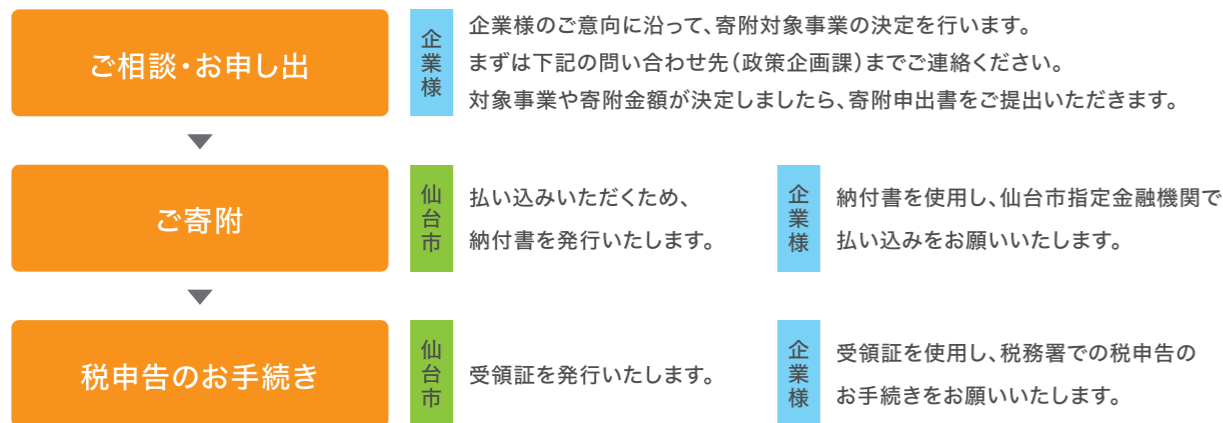 ご相談・お申し出
企業様
企業様のご意向に沿って、寄附対象事業の決定を行います。
まずは下記の問い合わせ先（政策企画課）までご連絡ください。
対象事業や寄附金額が決定しましたら、寄附申出書をご提出いただきます。
ご寄附
仙台市
払い込みいただくため、
納付書を発行いたします。
企業様
納付書を使用し、仙台市指定金融機関で
払い込みをお願いいたします。
税申告のお手続き
仙台市
受領証を発行いたします。
企業様
受領証を使用し、税務署での税申告の
お手続きをお願いいたします。